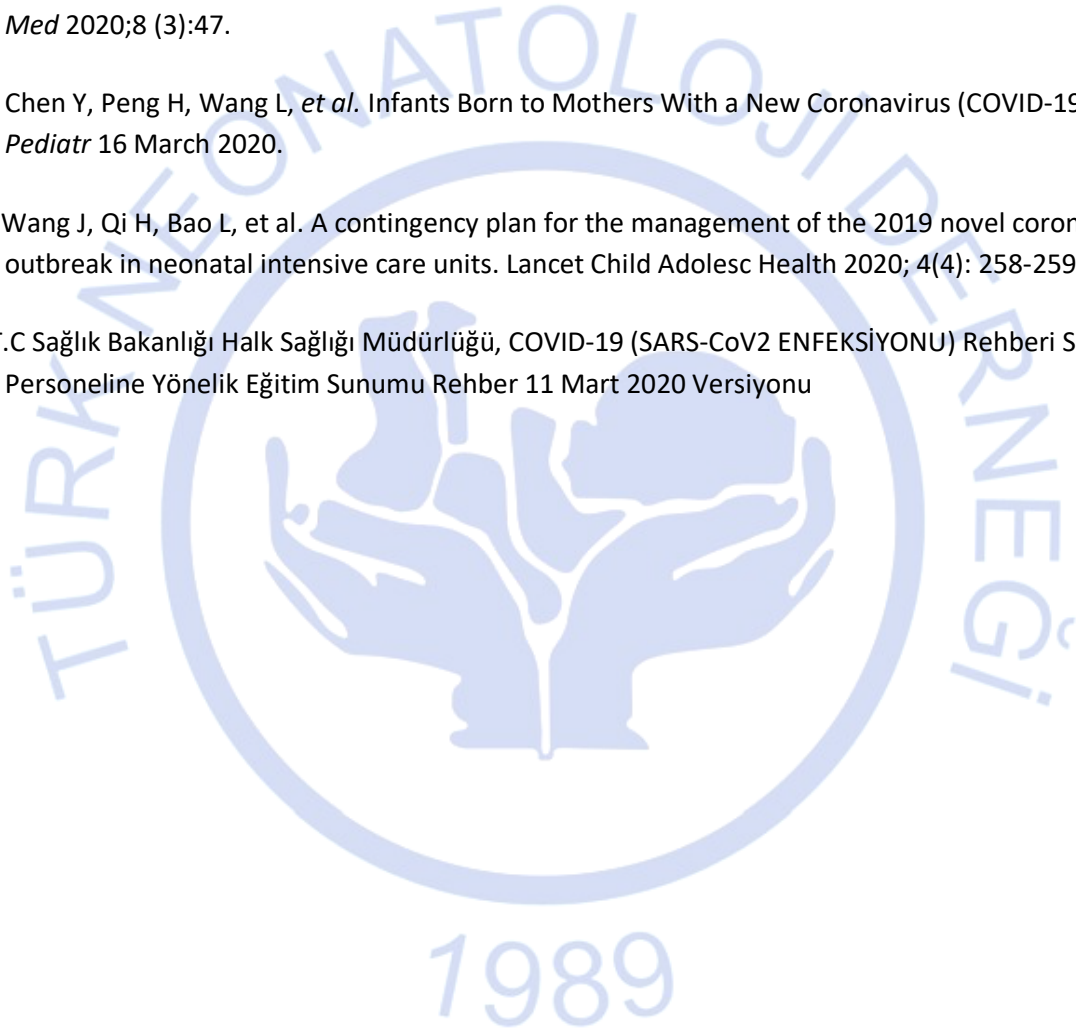 Med 2020;8 (3):47.
Chen Y, Peng H, Wang L, et al. Infants Born to Mothers With a New Coronavirus (COVID-19
Pediatr 16 March 2020.
Wang J, Qi H, Bao L, et al. A contingency plan for the management of the 2019 novel coron
outbreak in neonatal intensive care units. Lancet Child Adolesc Health 2020; 4(4): 258-259
.C Sağlık Bakanlığı Halk Sağlığı Müdürlüğü, COVID-19 (SARS-CoV2 ENFEKSİYONU) Rehberi S
Personeline Yönelik Eğitim Sunumu Rehber 11 Mart 2020 Versiyonu
TÜRK NEONATOLOJİ DERNEĞİ
1989